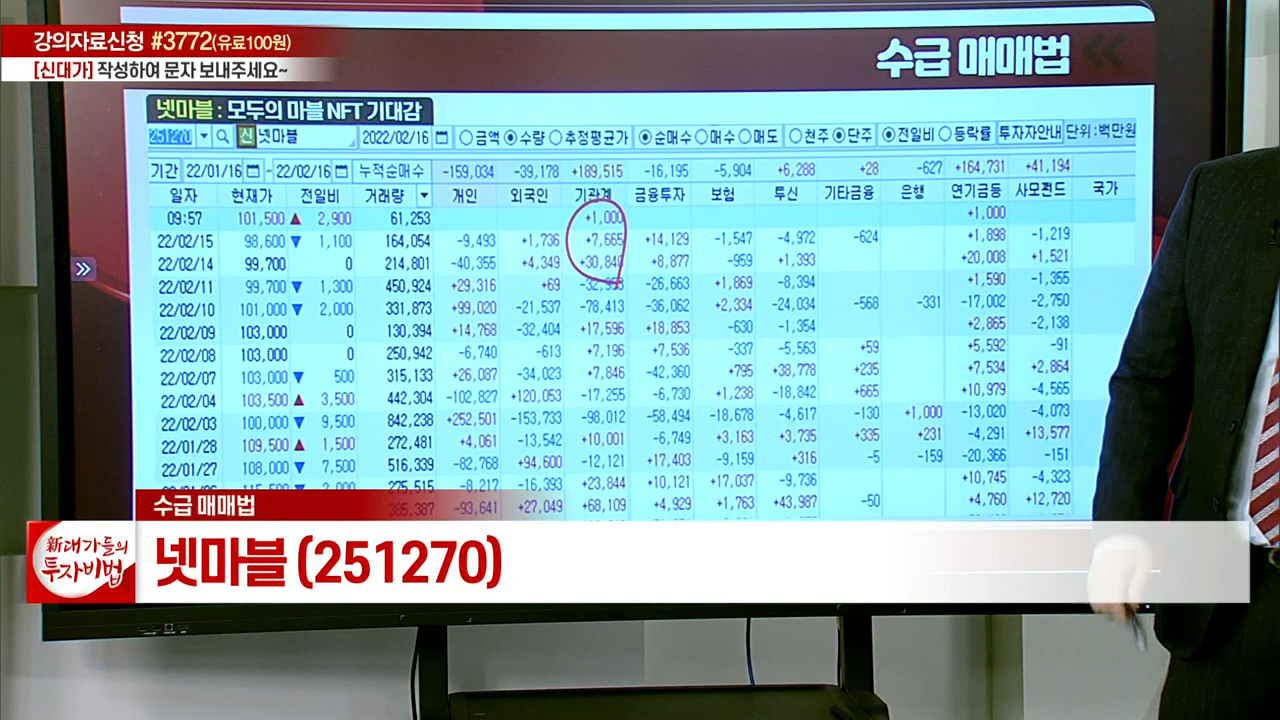 강의자료신청 #3772(유료100원)
[신대가] 작성하여 문자 보내주세요~
수급 매매법
넷마블 : 모두의 마블 NFT 기대감
251270 신 넷마블 2022/02/16 금액 수량 추정평균가 순매수 매수 매도 천주 단주 전일비 등락률 투자자안내 단위:백만원
기간 22/01/16 ~ 22/02/16 누적순매수 -159,034 -39,178 +189,515 -16,195 -5,904 +6,288 +28 -627 +164,731 +41,194
일자 현재가 전일비 거래량 개인 외국인 기관계 금융투자 보험 투신 기타금융 은행 연기금등 사모펀드 국가
09:57 101,500 ▲ 2,900 61,253 +1,000 +1,000
22/02/15 98,600 ▼ 1,100 164,054 -9,493 +1,736 +7,665 +14,129 -1,547 -4,972 -624 +1,898 -1,219
22/02/14 99,700 0 214,801 -40,355 +4,349 +30,840 +8,877 -959 +1,393 +20,008 +1,521
22/02/11 99,700 ▼ 1,300 450,924 +29,316 +69 -26,663 +1,869 -8,394 +1,590 -1,355
22/02/10 101,000 ▼ 2,000 331,873 +99,020 -21,537 -78,413 -36,062 +2,334 -24,034 -568 -331 -17,002 -2,750
22/02/09 103,000 0 130,394 +14,768 -32,404 +17,596 +18,853 -630 -1,354 +2,865 -2,138
22/02/08 103,000 0 250,942 -6,740 -613 +7,196 +7,536 -337 -5,563 +59 +5,592 -91
22/02/07 103,000 ▼ 500 315,133 +26,087 -34,023 +7,846 -42,360 +795 +38,778 +235 +7,534 +2,864
22/02/04 103,500 ▲ 3,500 442,304 -102,827 +120,053 -17,255 -6,730 +1,238 -18,842 +665 +10,979 -4,565
22/02/03 100,000 ▼ 9,500 842,238 +252,501 -153,733 -98,012 -58,494 -18,678 -4,617 -130 +1,000 -13,020 -4,073
22/01/28 109,500 ▲ 1,500 272,481 +4,061 -13,542 +10,001 -6,749 +3,163 +3,735 +335 +231 -4,291 +13,577
22/01/27 108,000 ▼ 7,500 516,339 -82,768 +94,600 -12,121 +17,403 -9,159 +316 -5 -159 -20,366 -151
275,515 -8,217 -16,393 +23,844 +10,121 +17,037 -9,736 +10,745 -4,323
385,387 -93,641 +27,049 +68,109 +4,929 +1,763 +43,987 -50 +4,760 +12,720
수급 매매법
新대가들의
투자비법
넷마블 (251270)